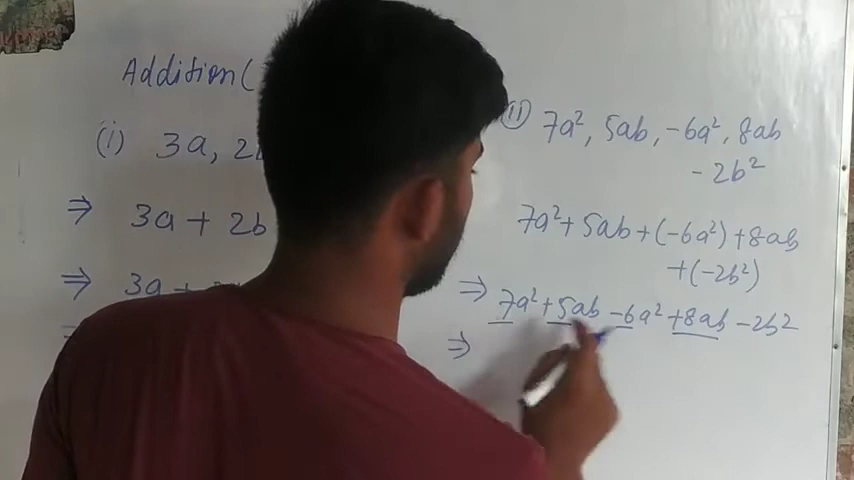 Addition (
(i) 3a, 2b
⇒ 3a + 2b
⇒ 3a +
(ii) 7a², 5ab, -6a², 8ab
- 2b²
7a² + 5ab + (-6a²) + 8ab
+ (-2b²)
⇒ 7a² + 5ab - 6a² + 8ab - 2b²
⇒